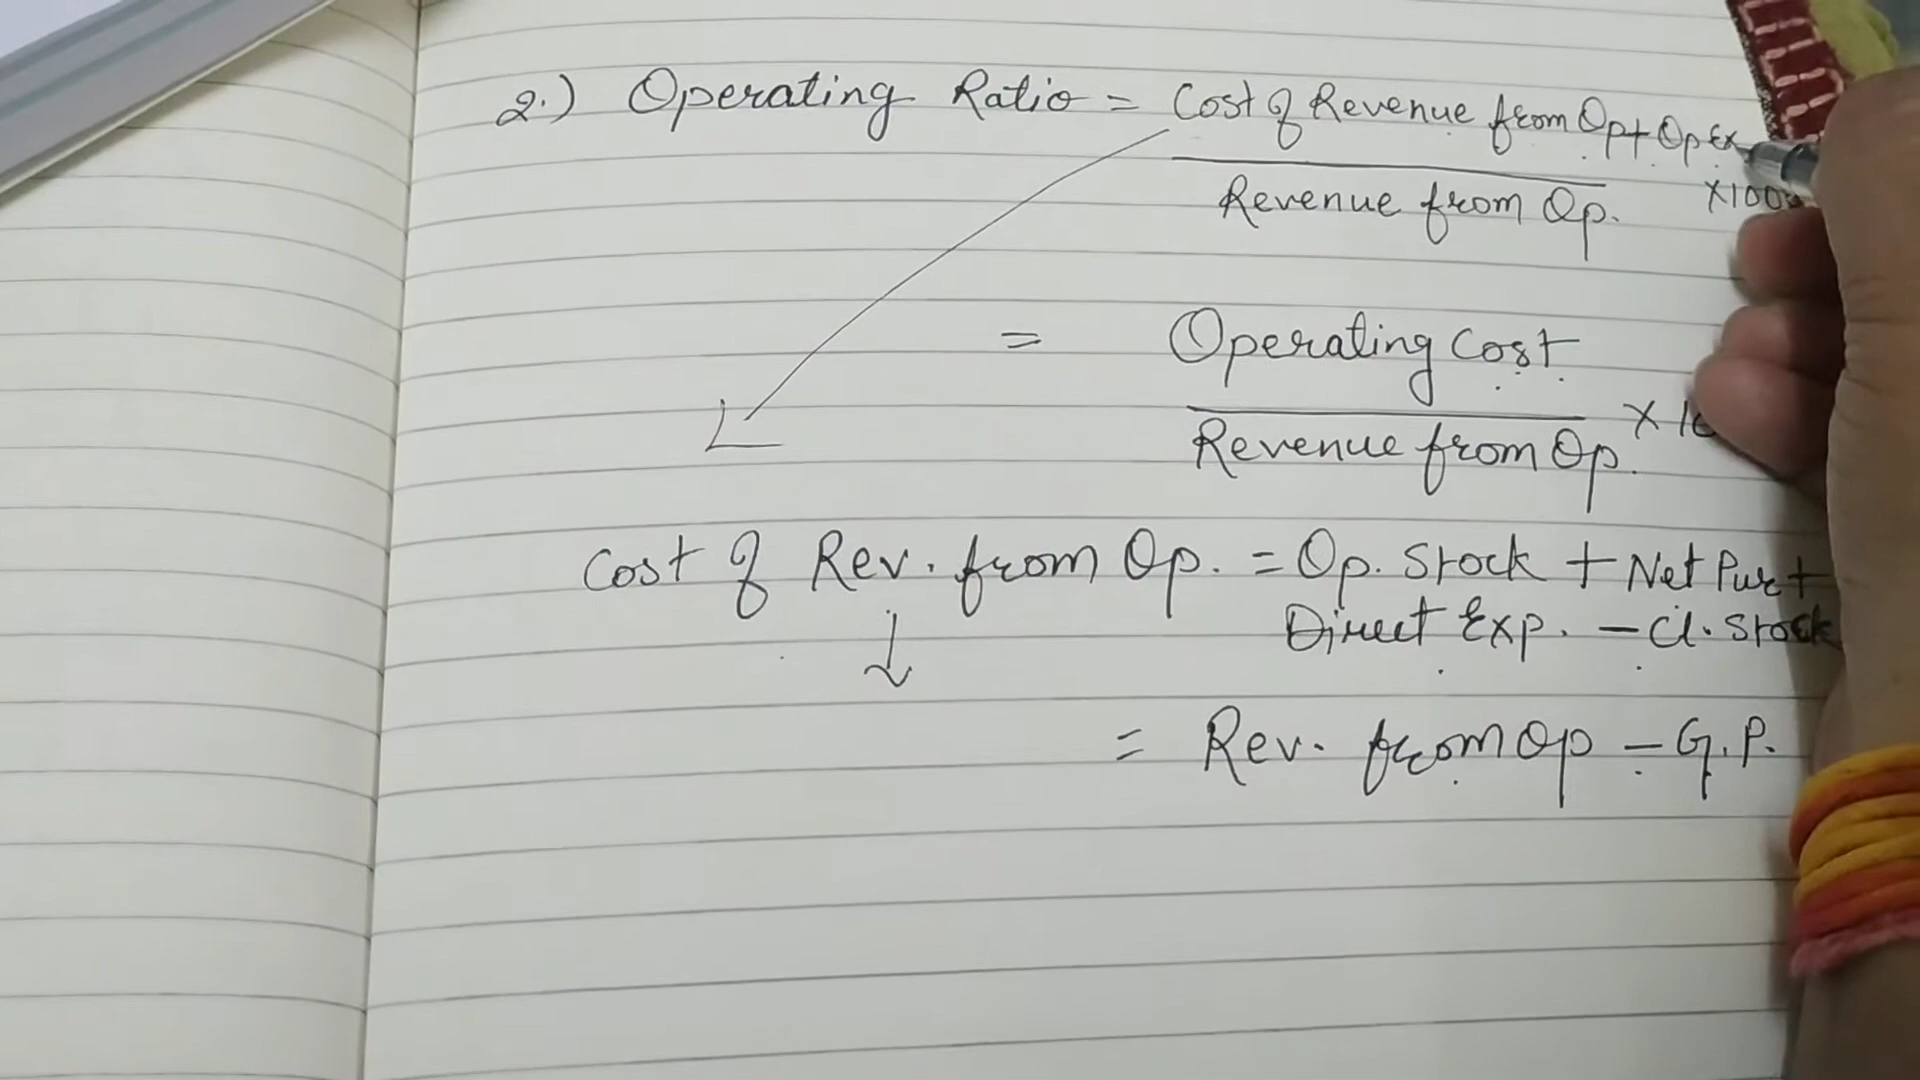 2.) Operating Ratio = Cost of Revenue from Op + Op Ex
Revenue from Op. X100
= Operating Cost
Revenue from Op. X 10
Cost of Rev. from Op. = Op. Stock + Net Pur +
Direct Exp. - Cl. Stock
= Rev. from Op - G.P.